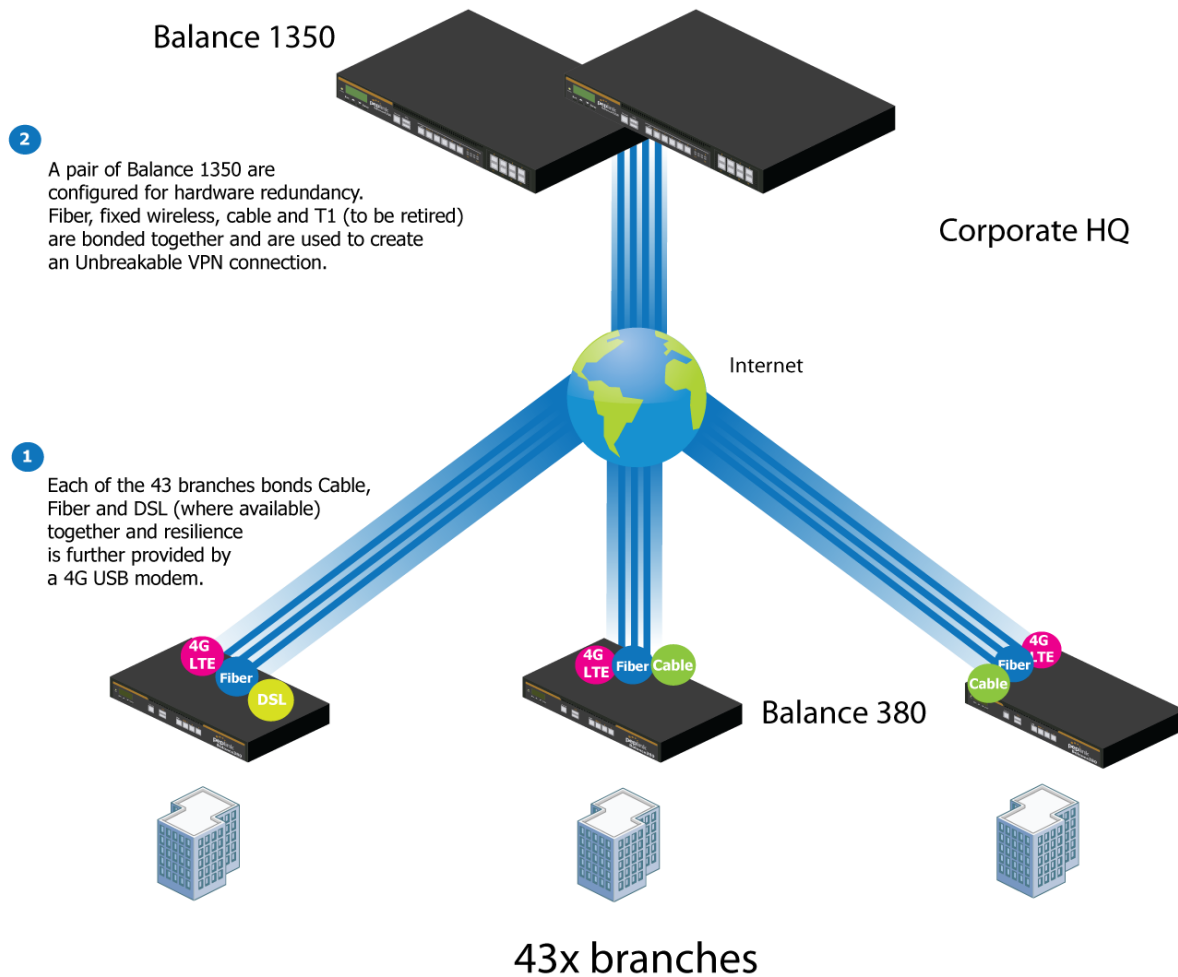 Balance 1350
2
A pair of Balance 1350 are
configured for hardware redundancy.
Fiber, fixed wireless, cable and T1 (to be retired)
are bonded together and are used to create
an Unbreakable VPN connection.
Corporate HQ
Internet
1
Each of the 43 branches bonds Cable,
Fiber and DSL (where available)
together and resilience
is further provided by
a 4G USB modem.
4G
LTE
Fiber
DSL
4G
LTE
Fiber
Cable
4G
LTE
Fiber
Cable
Balance 380
43x branches